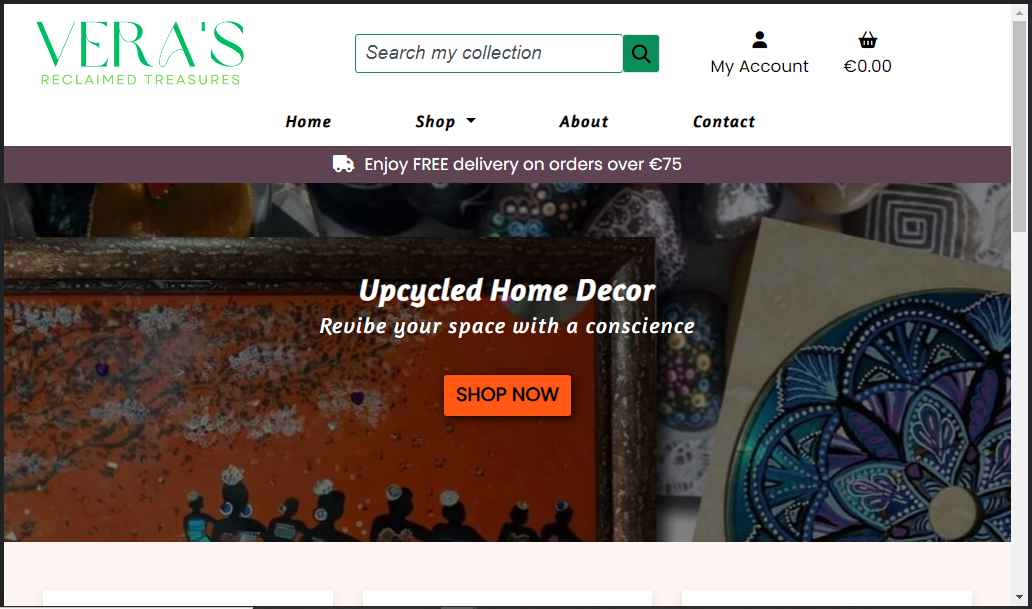 VERA'S
RECLAIMED TREASURES
Search my collection
My Account
€0.00
Home
Shop
About
Contact
Enjoy FREE delivery on orders over €75
Upcycled Home Decor
Revibe your space with a conscience
SHOP NOW